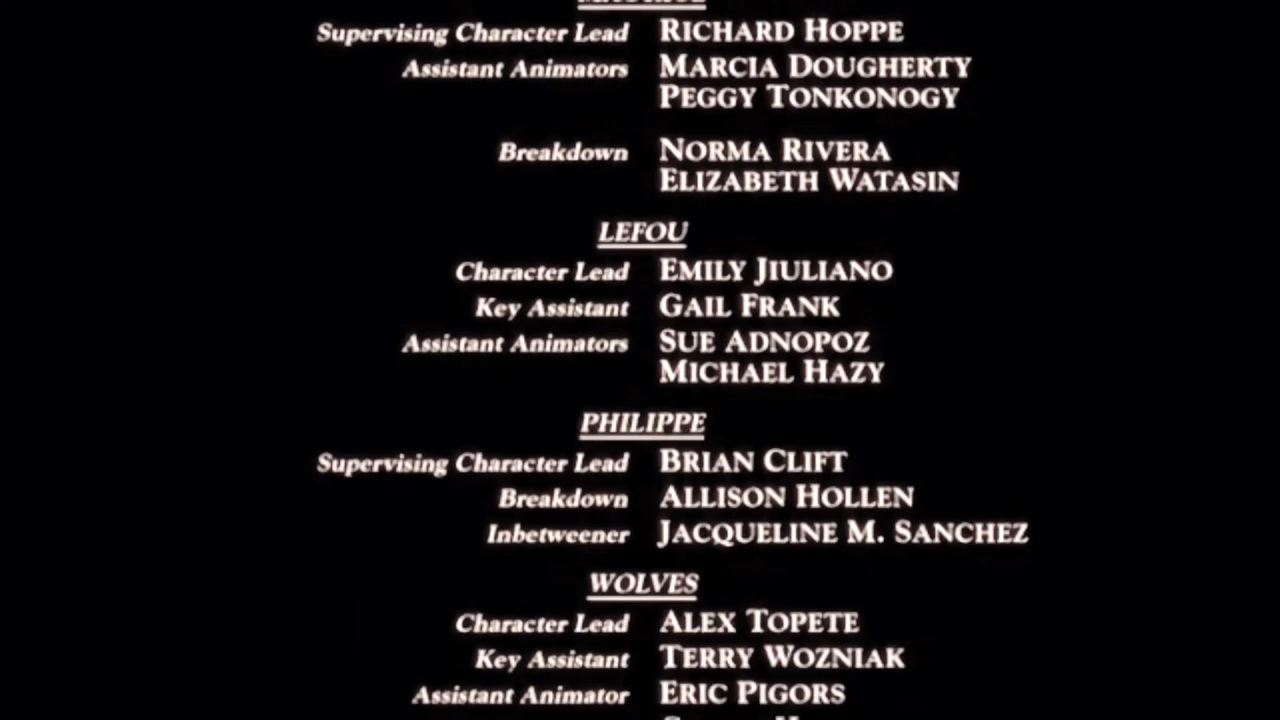 Supervising Character Lead RICHARD HOPPE
Assistant Animators MARCIA DOUGHERTY
PEGGY TONKONOGY
Breakdown NORMA RIVERA
ELIZABETH WATASIN
LEFOU
Character Lead EMILY JIULIANO
Key Assistant GAIL FRANK
Assistant Animators SUE ADNOPOZ
MICHAEL HAZY
PHILIPPE
Supervising Character Lead BRIAN CLIFT
Breakdown ALLISON HOLLEN
Inbetweener JACQUELINE M. SANCHEZ
WOLVES
Character Lead ALEX TOPETE
Key Assistant TERRY WOZNIAK
Assistant Animator ERIC PIGORS